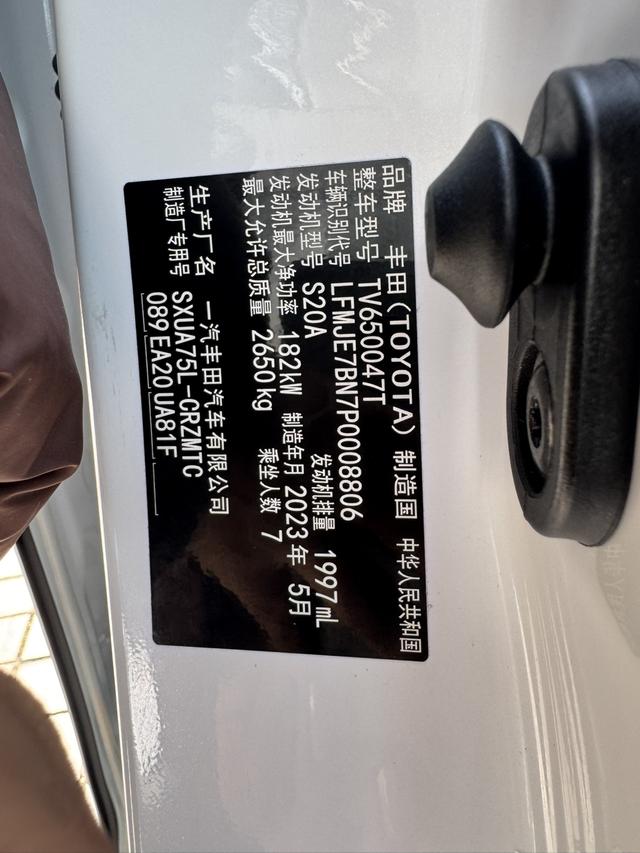 品牌 丰田(TOYOTA) 制造国 中华人民共和国
整车型号 TV650047T
车辆识别代号 LFMJE7BN7P0008806
发动机型号 S20A 发动机排量 1997mL
发动机最大净功率 182kW 制造年月 2023年 5月
最大允许总质量 2650kg 乘坐人数 7
生产厂名 一汽丰田汽车有限公司
制造厂专用号 SXUA75L-CRZMTC
089 EA20 UA81F